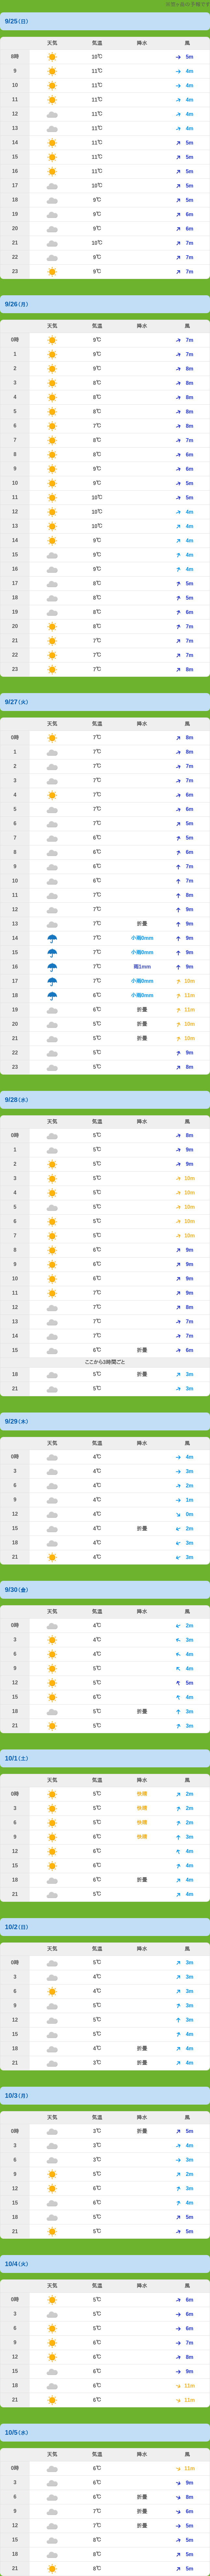 9/25(日)
天気 気温 降水 風
8時 10℃ 5m
9 11℃ 4m
10 11℃ 4m
11 11℃ 4m
12 11℃ 4m
13 11℃ 4m
14 11℃ 5m
15 11℃ 5m
16 11℃ 5m
17 10℃ 5m
18 9℃ 5m
19 9℃ 6m
20 9℃ 6m
21 10℃ 7m
22 9℃ 7m
23 9℃ 7m
9/26(月)
天気 気温 降水 風
0時 9℃ 7m
1 9℃ 7m
2 9℃ 8m
3 8℃ 8m
4 8℃ 8m
5 8℃ 8m
6 7℃ 8m
7 8℃ 7m
8 8℃ 6m
9 9℃ 6m
10 9℃ 5m
11 10℃ 5m
12 10℃ 4m
13 10℃ 4m
14 9℃ 4m
15 9℃ 4m
16 9℃ 4m
17 8℃ 5m
18 8℃ 5m
19 8℃ 6m
20 8℃ 7m
21 7℃ 7m
22 7℃ 7m
23 7℃ 8m
9/27(火)
天気 気温 降水 風
0時 7℃ 8m
1 7℃ 8m
2 7℃ 7m
3 7℃ 7m
4 7℃ 6m
5 7℃ 6m
6 7℃ 5m
7 6℃ 5m
8 6℃ 6m
9 6℃ 7m
10 6℃ 7m
11 7℃ 8m
12 7℃ 9m
13 7℃ 折畳 9m
14 7℃ 小雨0mm 9m
15 7℃ 小雨0mm 9m
16 7℃ 雨1mm 9m
17 7℃ 小雨0mm 10m
18 6℃ 小雨0mm 11m
19 6℃ 折畳 11m
20 5℃ 折畳 10m
21 5℃ 折畳 10m
22 5℃ 9m
23 5℃ 8m
9/28(水)
天気 気温 降水 風
0時 5℃ 8m
1 5℃ 9m
2 5℃ 9m
3 5℃ 10m
4 5℃ 10m
5 5℃ 10m
6 5℃ 10m
7 5℃ 10m
8 6℃ 9m
9 6℃ 9m
10 6℃ 9m
11 7℃ 9m
12 7℃ 8m
13 7℃ 7m
14 7℃ 7m
15 6℃ 折畳 6m
ここから3時間ごと
18 5℃ 折畳 3m
21 5℃ 3m
9/29(木)
天気 気温 降水 風
0時 4℃ 4m
3 4℃ 3m
6 4℃ 2m
9 4℃ 1m
12 4℃ 0m
15 4℃ 折畳 2m
18 4℃ 3m
21 4℃ 3m
9/30(金)
天気 気温 降水 風
0時 4℃ 2m
3 4℃ 3m
6 4℃ 4m
9 5℃ 4m
12 5℃ 5m
15 6℃ 4m
18 5℃ 折畳 3m
21 5℃ 3m
10/1(土)
天気 気温 降水 風
0時 5℃ 快晴 2m
3 5℃ 快晴 2m
6 5℃ 快晴 2m
9 6℃ 快晴 3m
12 6℃ 4m
15 6℃ 4m
18 6℃ 折畳 4m
21 5℃ 4m
10/2(日)
天気 気温 降水 風
0時 5℃ 3m
3 4℃ 3m
6 4℃ 3m
9 5℃ 3m
12 5℃ 3m
15 5℃ 4m
18 4℃ 折畳 4m
21 3℃ 折畳 4m
10/3(月)
天気 気温 降水 風
0時 3℃ 折畳 5m
3 3℃ 4m
6 3℃ 3m
9 5℃ 2m
12 6℃ 3m
15 6℃ 4m
18 5℃ 5m
21 5℃ 5m
10/4(火)
天気 気温 降水 風
0時 5℃ 6m
3 5℃ 6m
6 5℃ 6m
9 6℃ 7m
12 6℃ 8m
15 6℃ 9m
18 6℃ 11m
21 6℃ 11m
10/5(水)
天気 気温 降水 風
0時 6℃ 11m
3 6℃ 9m
6 6℃ 折畳 8m
9 7℃ 折畳 6m
12 7℃ 折畳 5m
15 8℃ 5m
18 8℃ 5m
21 8℃ 5m